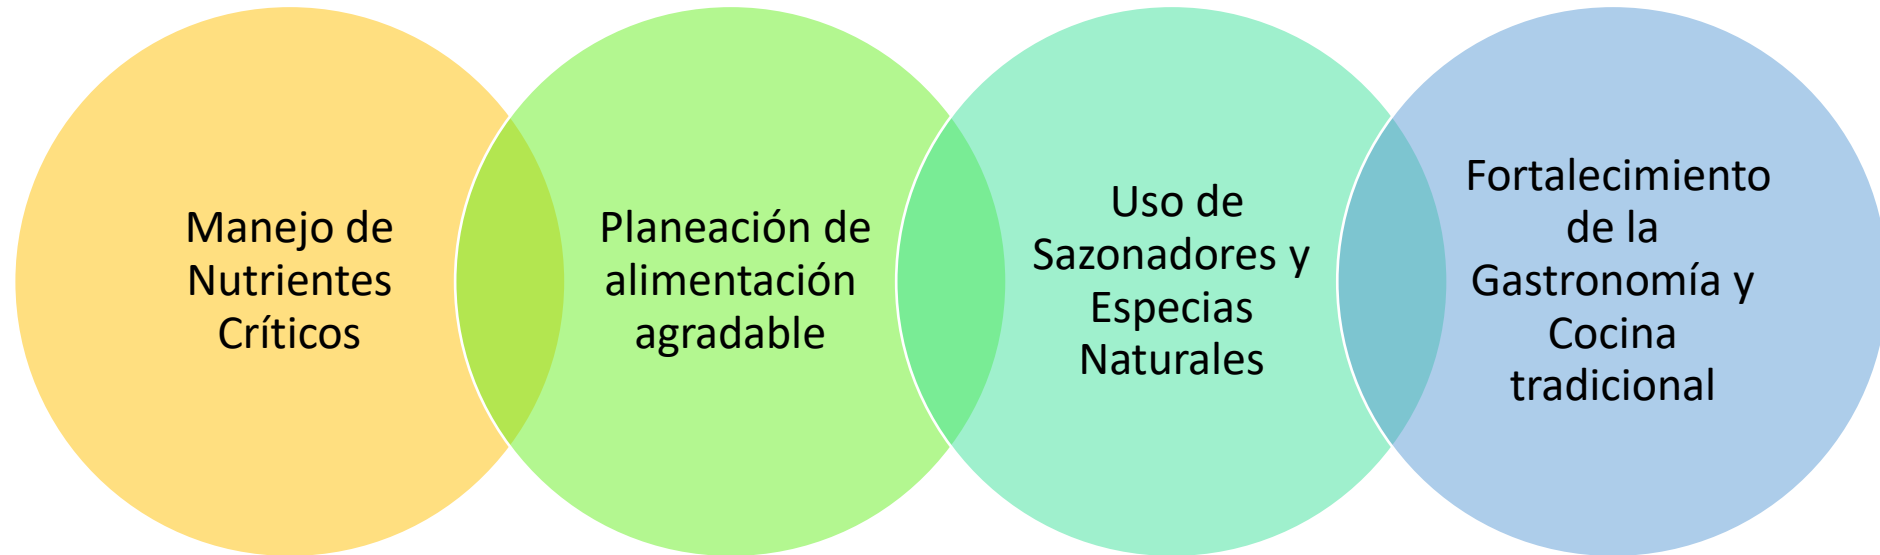 Manejo de
Nutrientes
Críticos
Planeación de
alimentación
agradable
Uso de
Sazonadores y
Especias
Naturales
Fortalecimiento
de la
Gastronomía y
Cocina
tradicional